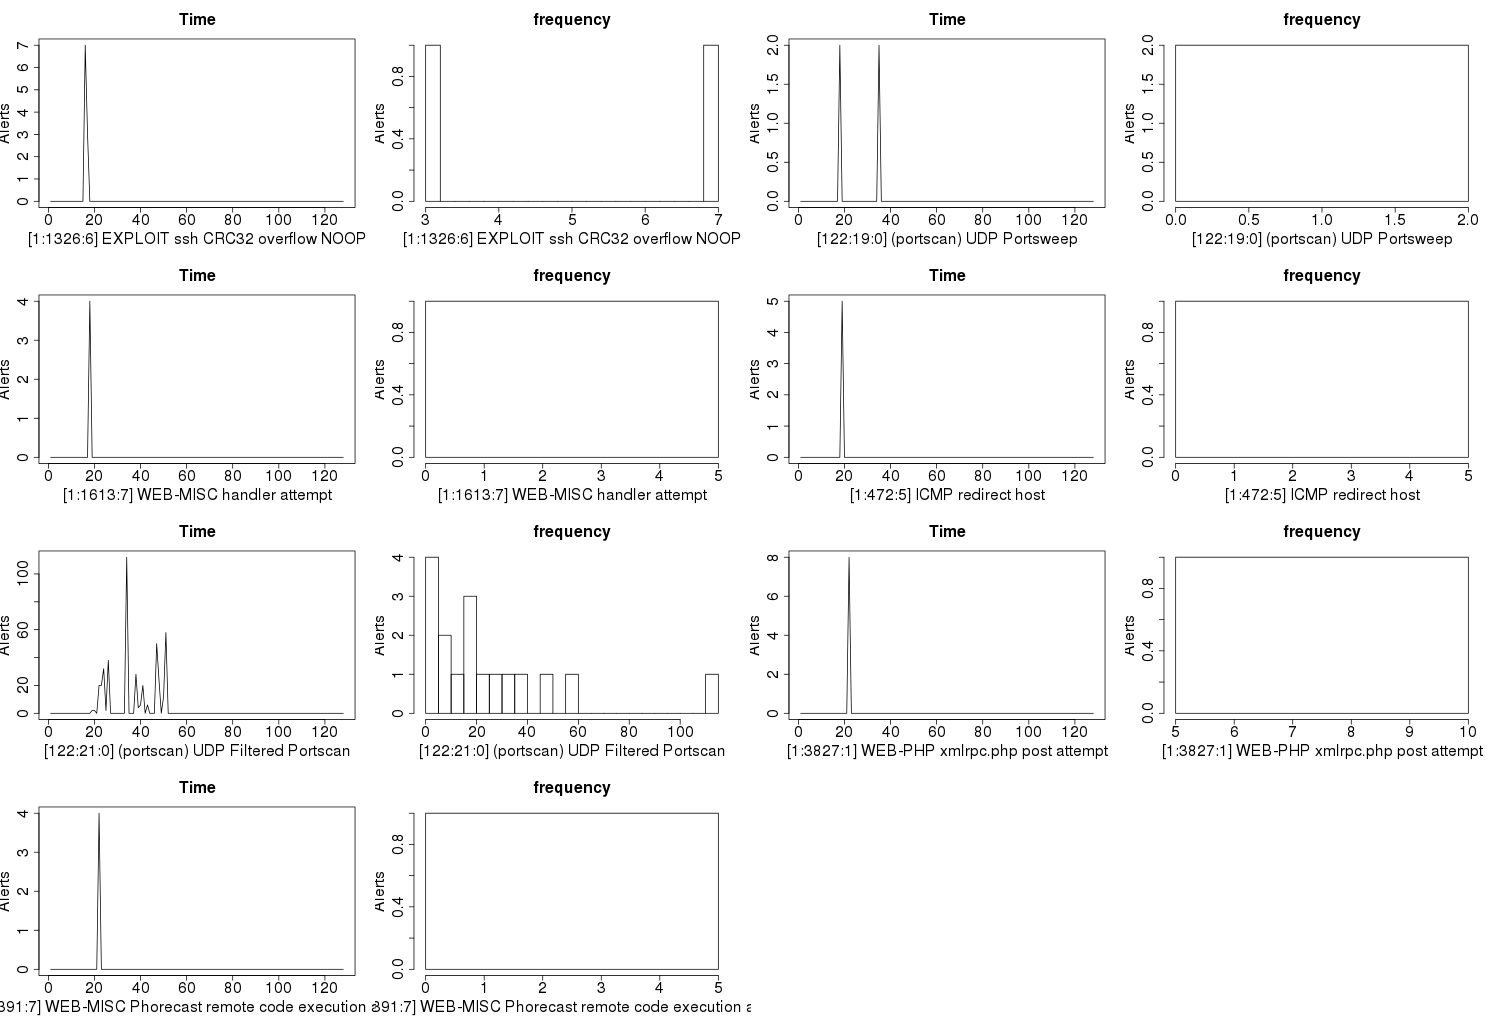 Time
frequency
Time
frequency
Alerts
0 1 2 3 4 5 6 7
0 20 40 60 80 100 120
[1:1326:6] EXPLOIT ssh CRC32 overflow NOOP
Alerts
0.0 0.4 0.8
3 4 5 6 7
[1:1326:6] EXPLOIT ssh CRC32 overflow NOOP
Alerts
0.0 0.5 1.0 1.5 2.0
0 20 40 60 80 100 120
[122:19:0] (portscan) UDP Portsweep
Alerts
0.0 0.5 1.0 1.5 2.0
0.0 0.5 1.0 1.5 2.0
[122:19:0] (portscan) UDP Portsweep
Time
frequency
Time
frequency
Alerts
0 1 2 3 4
0 20 40 60 80 100 120
[1:1613:7] WEB-MISC handler attempt
Alerts
0.0 0.4 0.8
0 1 2 3 4 5
[1:1613:7] WEB-MISC handler attempt
Alerts
0 1 2 3 4 5
0 20 40 60 80 100 120
[1:472:5] ICMP redirect host
Alerts
0.0 0.4 0.8
0 1 2 3 4 5
[1:472:5] ICMP redirect host
Time
frequency
Time
frequency
Alerts
0 20 60 100
0 20 40 60 80 100 120
[122:21:0] (portscan) UDP Filtered Portscan
Alerts
0 1 2 3 4
0 20 40 60 80 100
[122:21:0] (portscan) UDP Filtered Portscan
Alerts
0 2 4 6 8
0 20 40 60 80 100 120
[1:3827:1] WEB-PHP xmlrpc.php post attempt
Alerts
0.0 0.4 0.8
5 6 7 8 9 10
[1:3827:1] WEB-PHP xmlrpc.php post attempt
Time
frequency
Alerts
0 1 2 3 4
0 20 40 60 80 100 120
391:7] WEB-MISC Phorecast remote code execution a
Alerts
0.0 0.4 0.8
0 1 2 3 4 5
391:7] WEB-MISC Phorecast remote code execution a